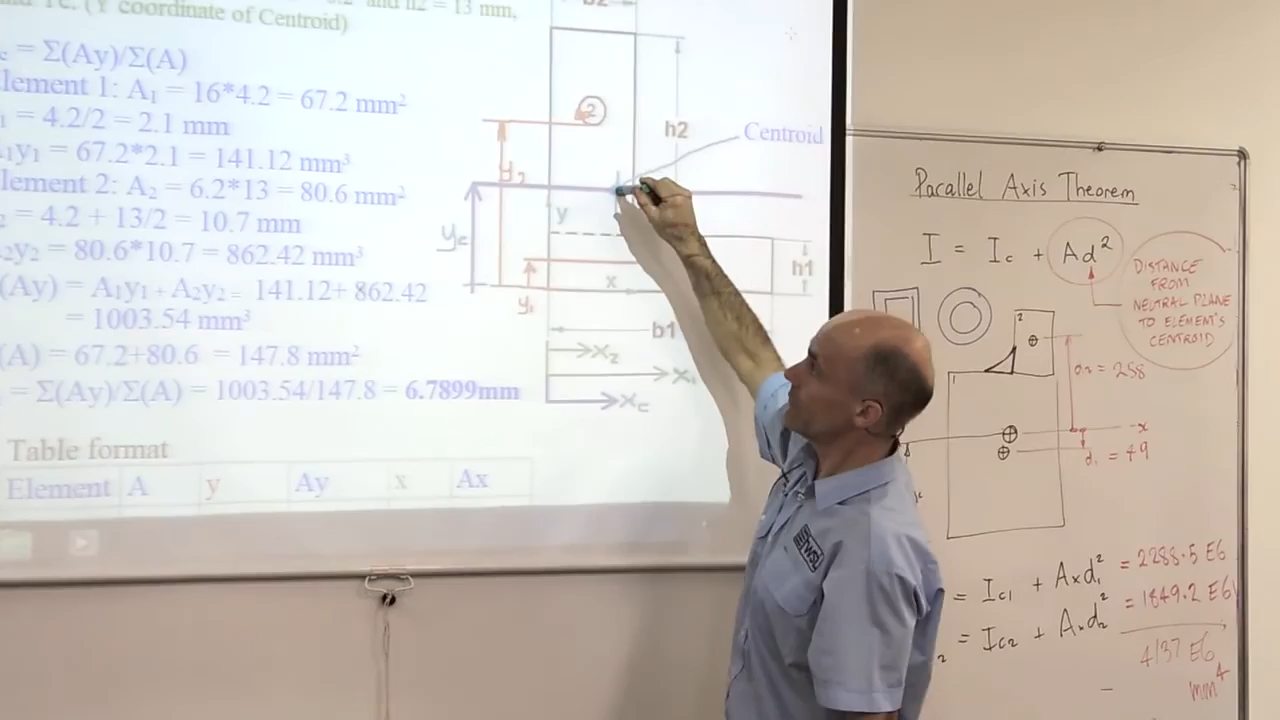 and h2 = 13 mm,
(Y coordinate of Centroid)
= Σ(Ay)/Σ(A)
lement 1: A1 = 16*4.2 = 67.2 mm2
= 4.2/2 = 2.1 mm
1y1 = 67.2*2.1 = 141.12 mm3
lement 2: A2 = 6.2*13 = 80.6 mm2
= 4.2 + 13/2 = 10.7 mm
2y2 = 80.6*10.7 = 862.42 mm3
(Ay) = A1y1 + A2y2 = 141.12+ 862.42
= 1003.54 mm3
(A) = 67.2+80.6 = 147.8 mm2
= Σ(Ay)/Σ(A) = 1003.54/147.8 = 6.7899mm
Table format
Element A y Ay x Ax
b2
2
h2
Centroid
y2
yc
y
h1
x
y1
b1
x2
x1
xc
Parallel Axis Theorem
I = Ic + Ad2
DISTANCE
FROM
NEUTRAL PLANE
TO ELEMENT'S
CENTROID
2
1
d2 = 258
x
d1 = 49
= Ic1 + Axd12 = 2288.5 E6
= Ic2 + Axd22 = 1849.2 E6
2
4137 E6
mm4